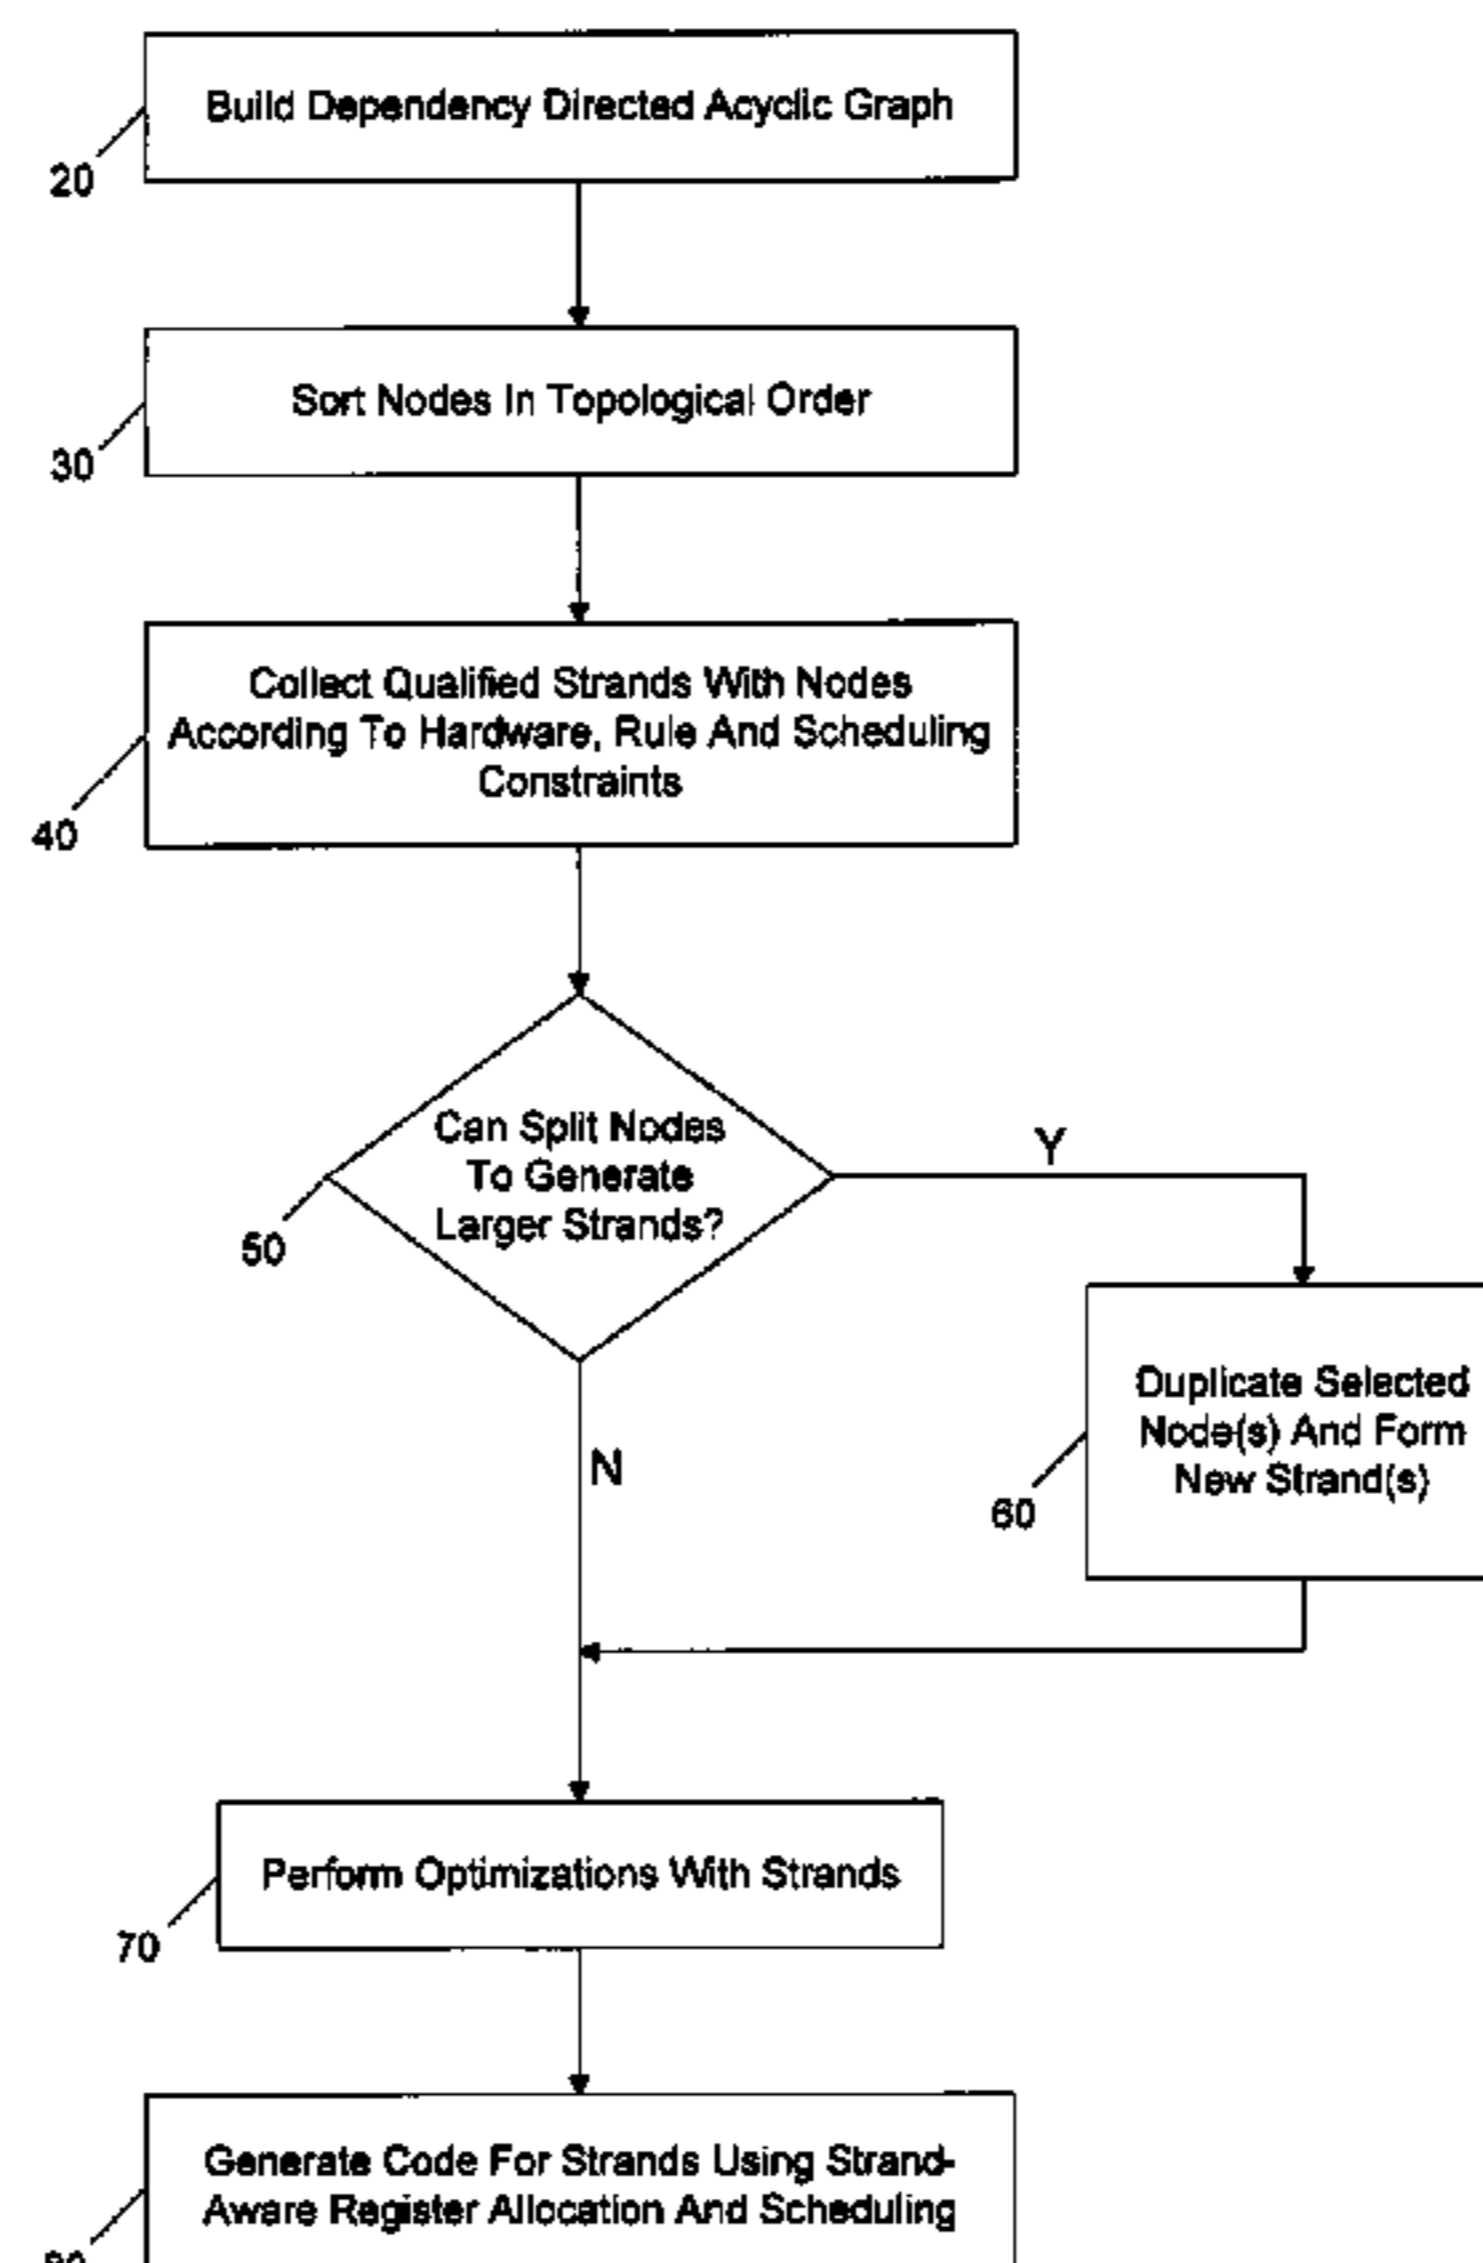 Build Dependency Directed Acyclic Graph
20
Sort Nodes In Topological Order
30
Collect Qualified Strands With Nodes
According To Hardware, Rule And Scheduling
Constraints
40
Can Split Nodes
To Generate
Larger Strands?
50
Y
Duplicate Selected
Node(s) And Form
New Strand(s)
60
N
Perform Optimizations With Strands
70
Generate Code For Strands Using Strand-
Aware Register Allocation And Scheduling